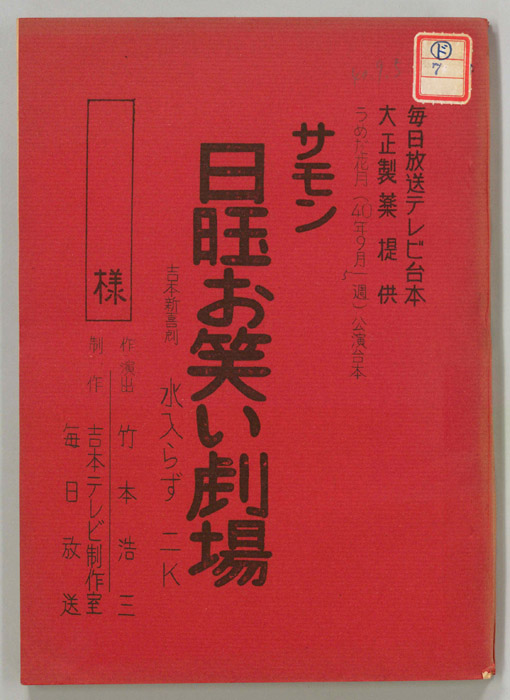 毎日放送テレビ台本
大正製薬提供
うめだ花月(40年9月一週)公演台本
サモン
日旺お笑い劇場
吉本新喜劇
水入らず二K
作演出 竹本浩三
制作 吉本テレビ制作室
毎日放送
様
ド
7